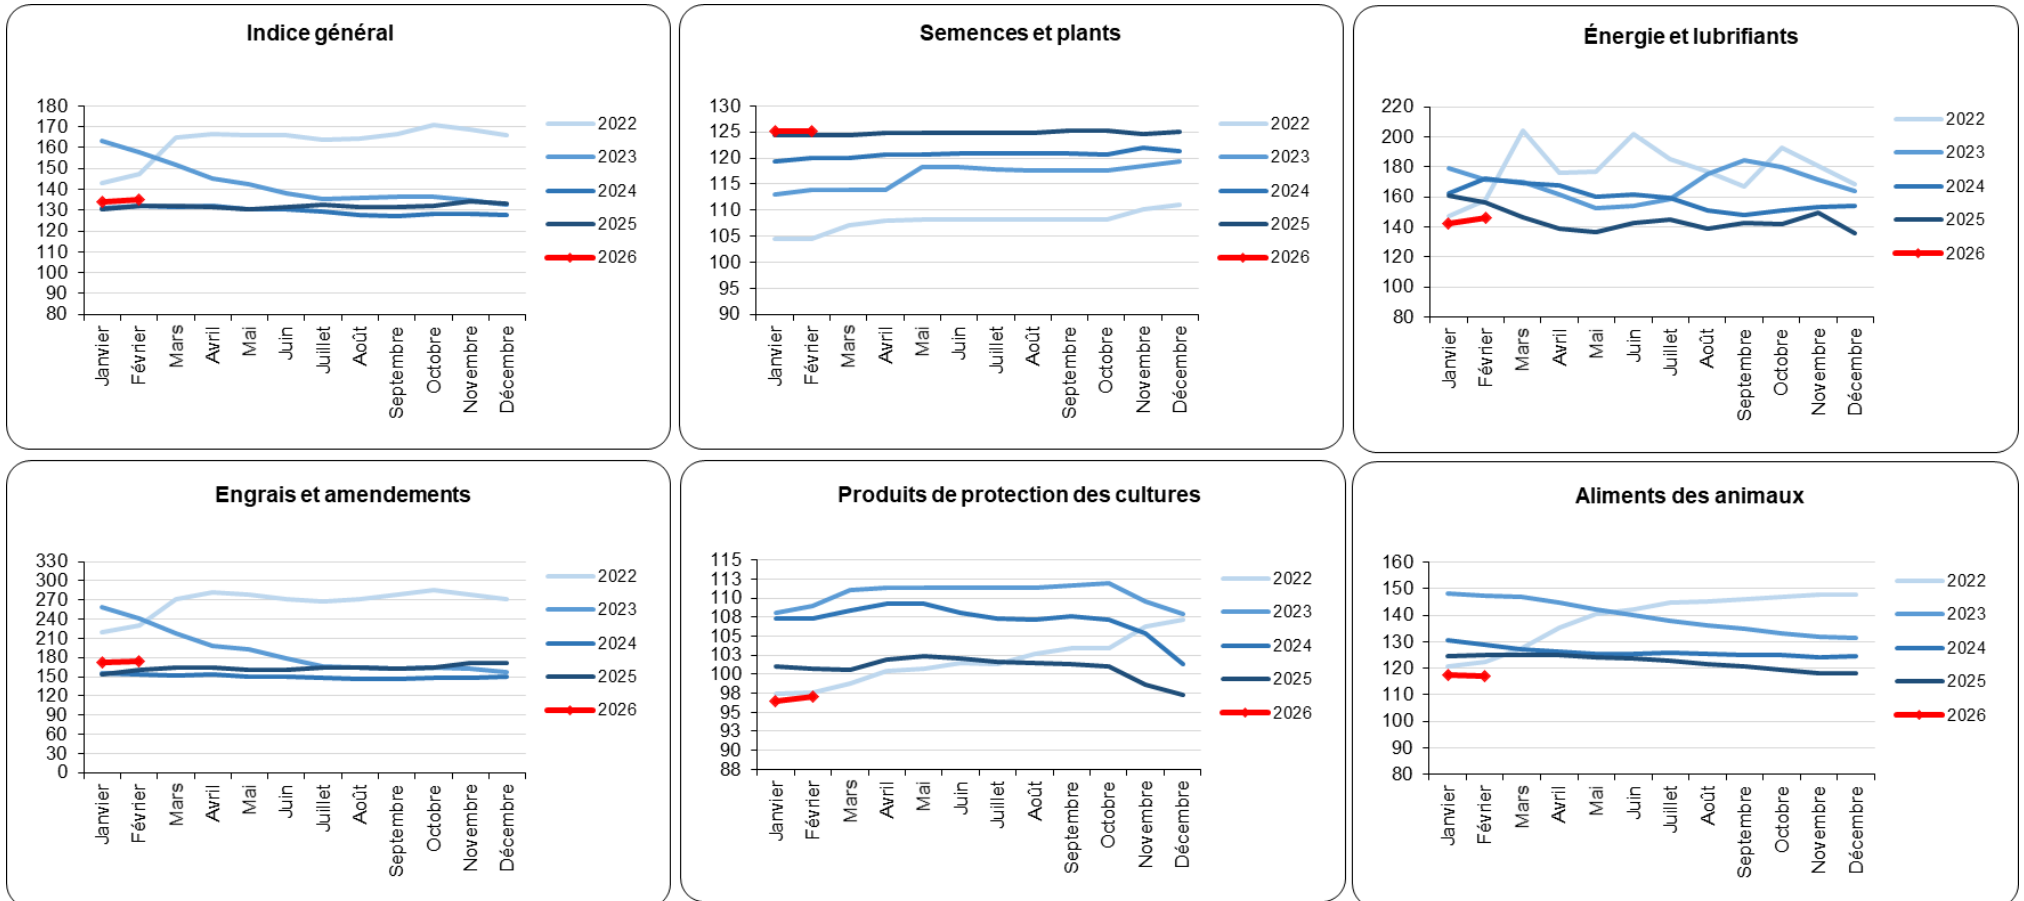 Indice général
180
170
160
150
140
130
120
110
100
90
80
Janvier
Février
Mars
Avril
Mai
Juin
Juillet
Août
Septembre
Octobre
Novembre
Décembre
2022
2023
2024
2025
2026
Semences et plants
130
125
120
115
110
105
100
95
90
Janvier
Février
Mars
Avril
Mai
Juin
Juillet
Août
Septembre
Octobre
Novembre
Décembre
2022
2023
2024
2025
2026
Énergie et lubrifiants
220
200
180
160
140
120
100
80
Janvier
Février
Mars
Avril
Mai
Juin
Juillet
Août
Septembre
Octobre
Novembre
Décembre
2022
2023
2024
2025
2026
Engrais et amendements
330
300
270
240
210
180
150
120
90
60
30
0
Janvier
Février
Mars
Avril
Mai
Juin
Juillet
Août
Septembre
Octobre
Novembre
Décembre
2022
2023
2024
2025
2026
Produits de protection des cultures
115
113
110
108
105
103
100
98
95
93
90
88
Janvier
Février
Mars
Avril
Mai
Juin
Juillet
Août
Septembre
Octobre
Novembre
Décembre
2022
2023
2024
2025
2026
Aliments des animaux
160
150
140
130
120
110
100
90
80
Janvier
Février
Mars
Avril
Mai
Juin
Juillet
Août
Septembre
Octobre
Novembre
Décembre
2022
2023
2024
2025
2026